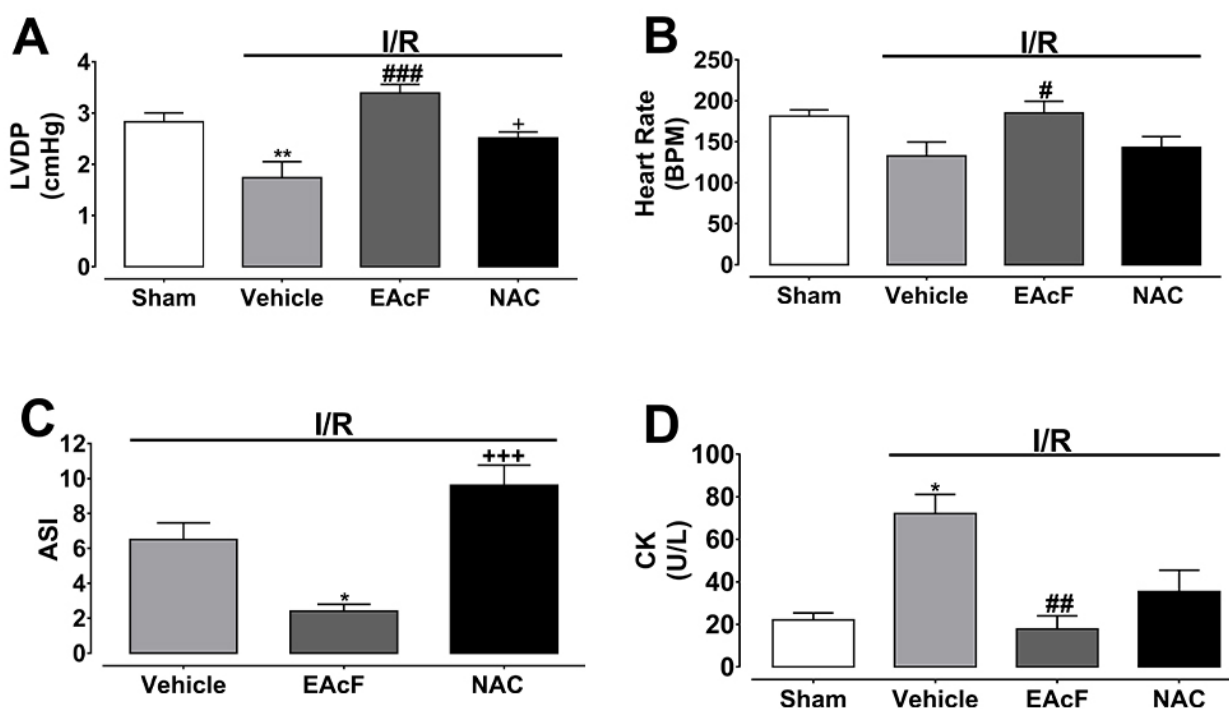 A
I/R
LVDP
(cmHg)
4
3
2
1
0
**
###
+
Sham Vehicle EAcF NAC
B
I/R
Heart Rate
(BPM)
250
200
150
100
50
0
#
Sham Vehicle EAcF NAC
C
I/R
ASI
12
10
8
6
4
2
0
*
+++
Vehicle EAcF NAC
D
I/R
CK
(U/L)
100
80
60
40
20
0
*
##
Sham Vehicle EAcF NAC